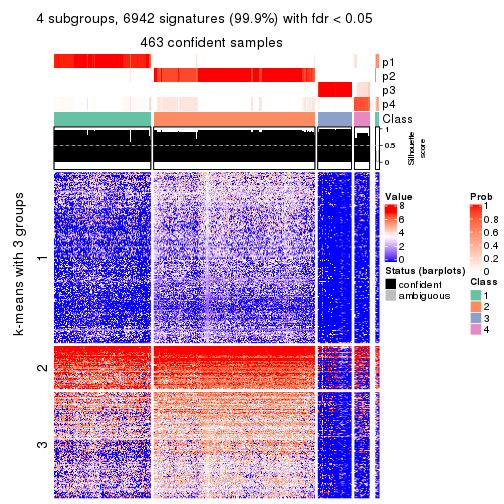 4 subgroups, 6942 signatures (99.9%) with fdr < 0.05
463 confident samples
p1
p2
p3
p4
Class
1
0.5
0
Silhouette
score
k-means with 3 groups
1
2
3
Value
8
6
4
2
0
Status (barplots)
confident
ambiguous
Prob
1
0.8
0.6
0.4
0.2
0
Class
1
2
3
4